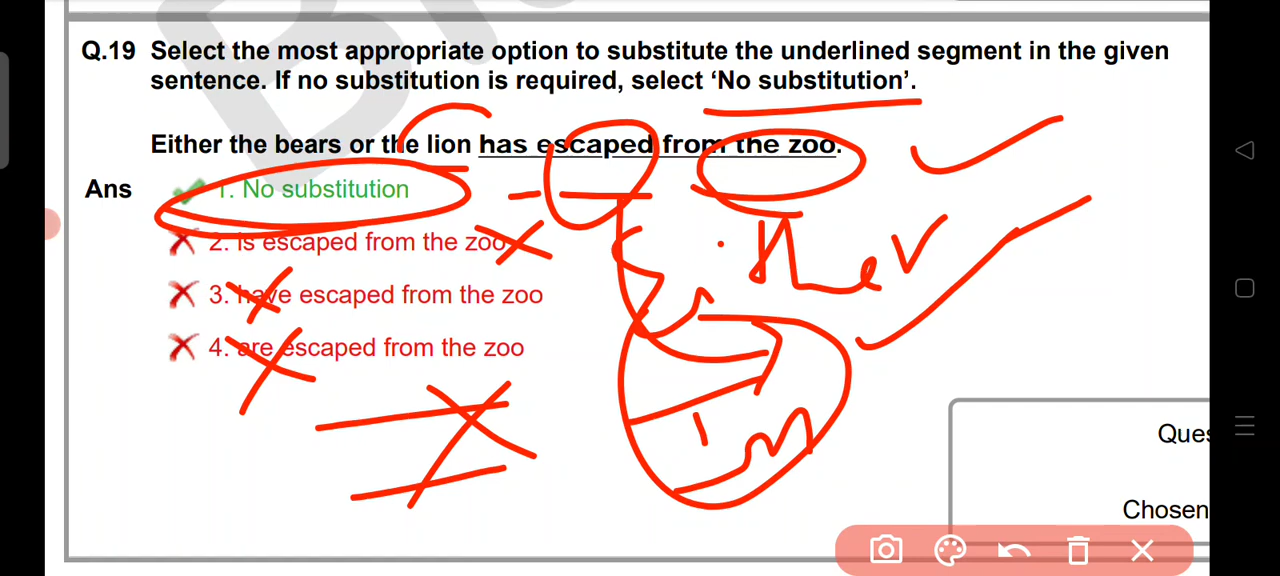 Q.19 Select the most appropriate option to substitute the underlined segment in the given
sentence. If no substitution is required, select ‘No substitution’.
Either the bears or the lion has escaped from the zoo.
Ans 1. No substitution
2. is escaped from the zoo
3. have escaped from the zoo
4. are escaped from the zoo
Ques
Chosen